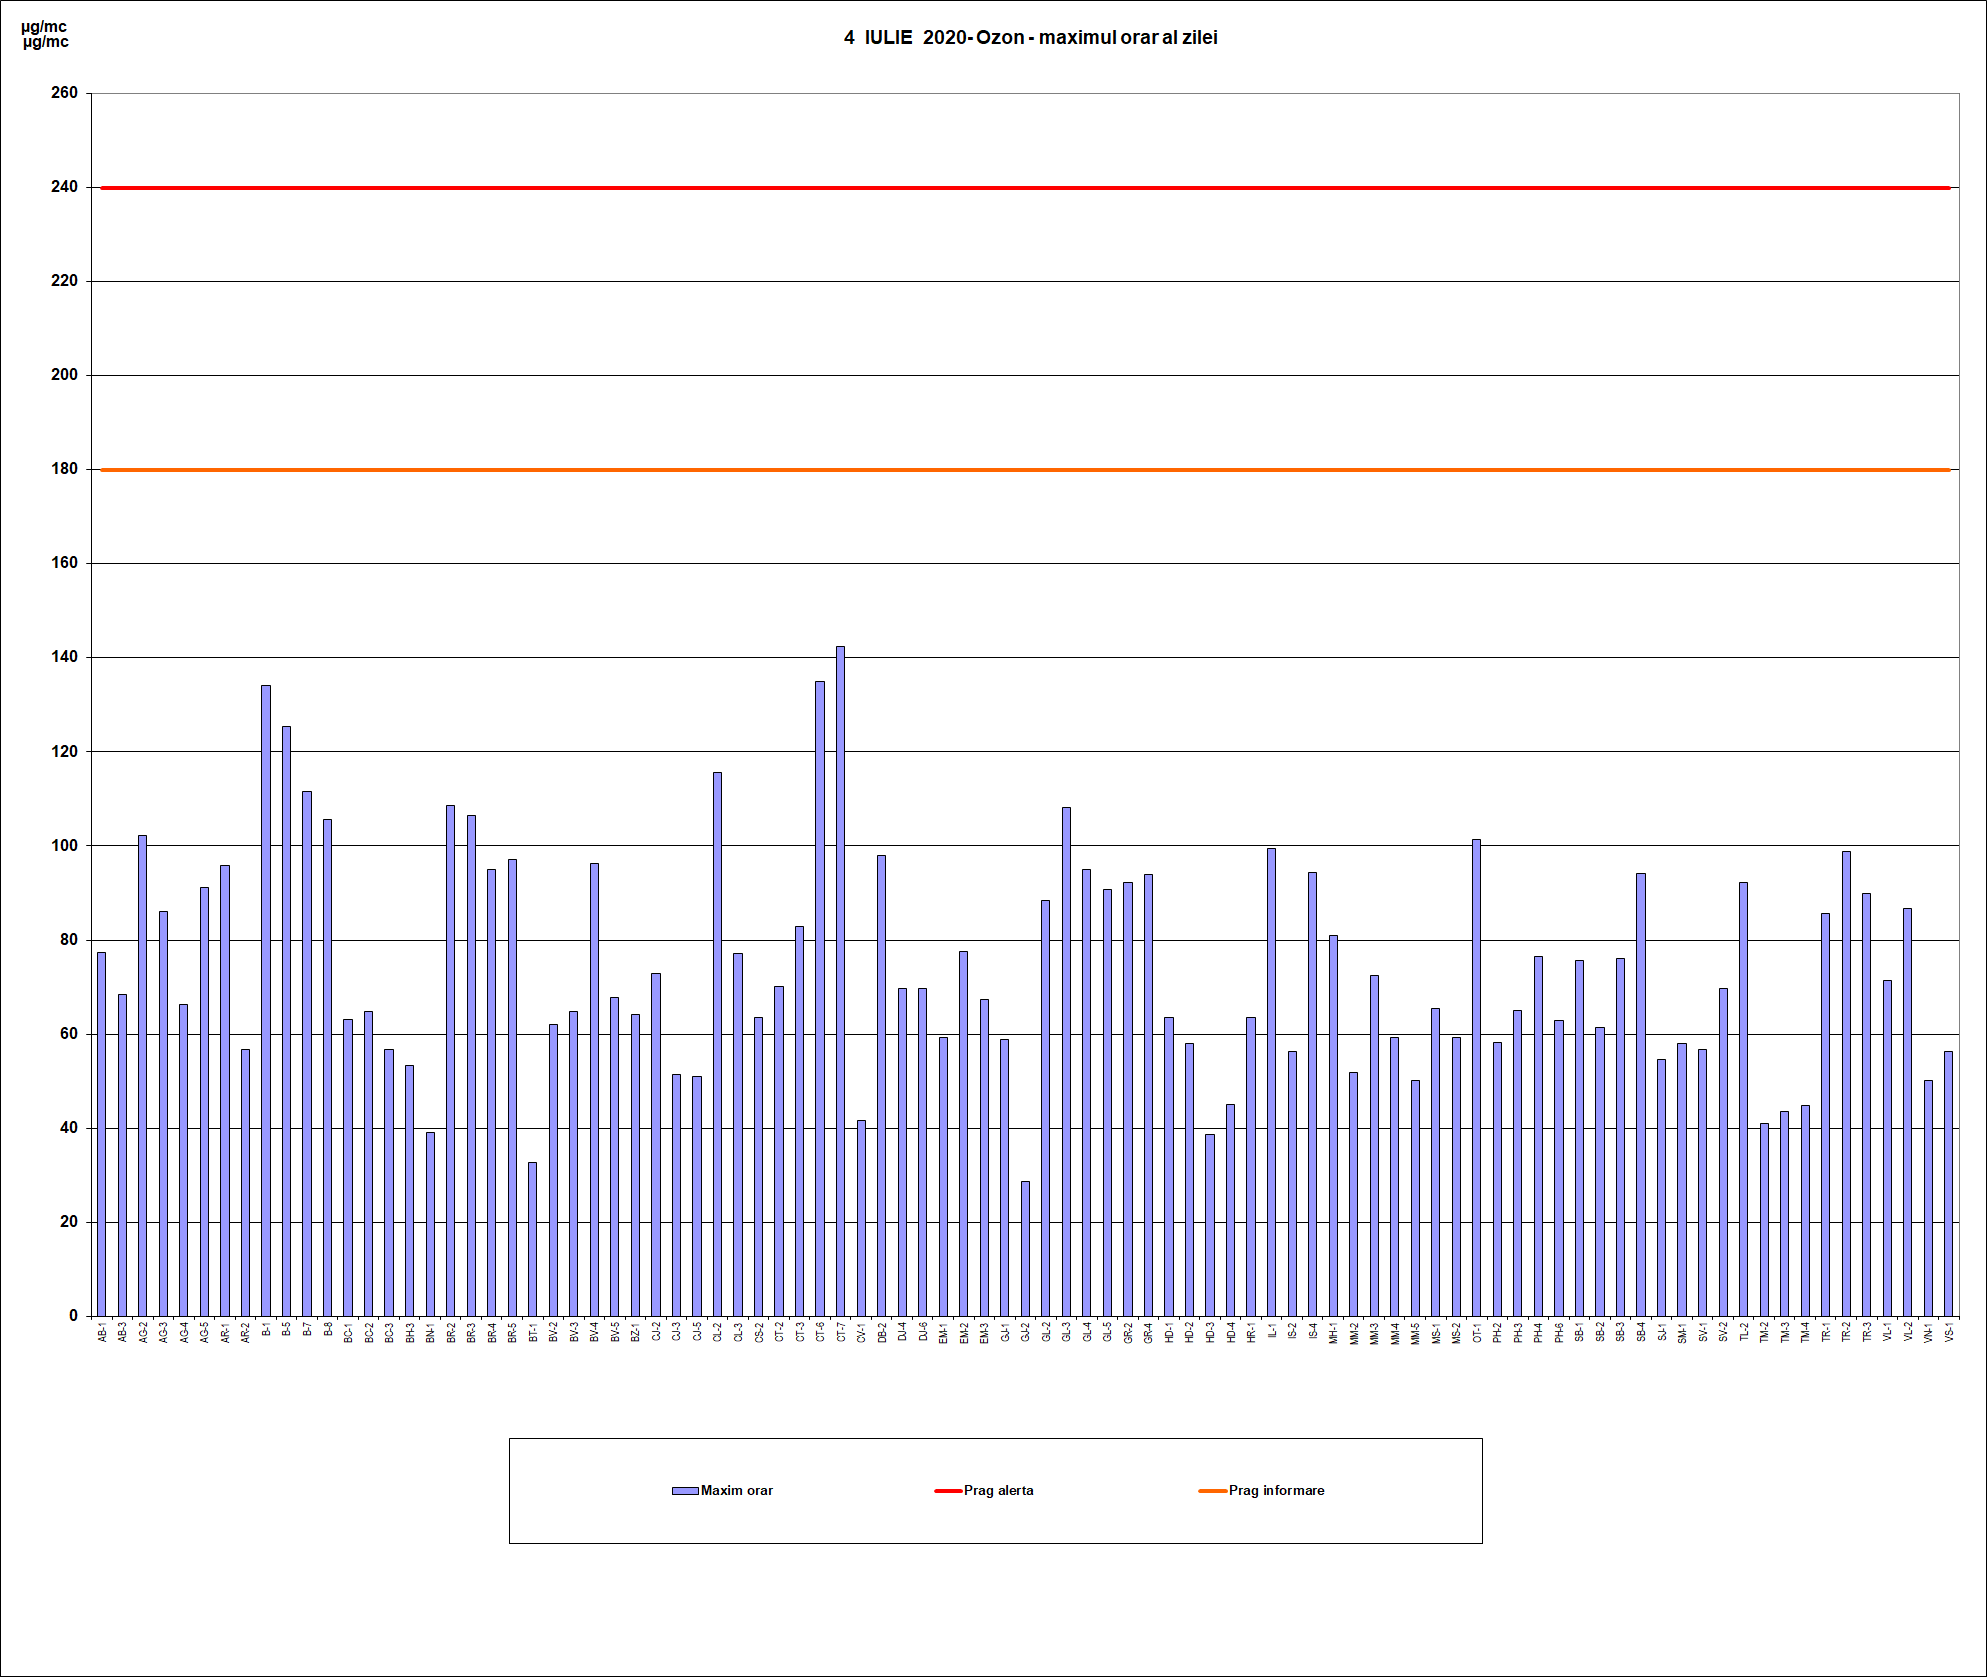 µg/mc
µg/mc
4 IULIE 2020- Ozon - maximul orar al zilei
260
240
220
200
180
160
140
120
100
80
60
40
20
0
AB-1 AB-3 AG-2 AG-3 AG-4 AG-5 AR-1 AR-2 B-1 B-5 B-7 B-8 BC-1 BC-2 BC-3 BH-3 BN-1 BR-2 BR-3 BR-4 BR-5 BT-1 BV-2 BV-3 BV-4 BV-5 BZ-1 CJ-2 CJ-3 CJ-5 CL-2 CL-3 CS-2 CT-2 CT-3 CT-6 CT-7 CV-1 DB-2 DJ-4 DJ-6 EM-1 EM-2 EM-3 GJ-1 GJ-2 GL-2 GL-3 GL-4 GL-5 GR-2 GR-4 HD-1 HD-2 HD-3 HD-4 HR-1 IL-1 IS-2 IS-4 MH-1 MM-2 MM-3 MM-4 MM-5 MS-1 MS-2 OT-1 PH-2 PH-3 PH-4 PH-6 SB-1 SB-2 SB-3 SB-4 SJ-1 SM-1 SV-1 SV-2 TL-2 TM-2 TM-3 TM-4 TR-1 TR-2 TR-3 VL-1 VL-2 VN-1 VS-1
Maxim orar Prag alerta Prag informare